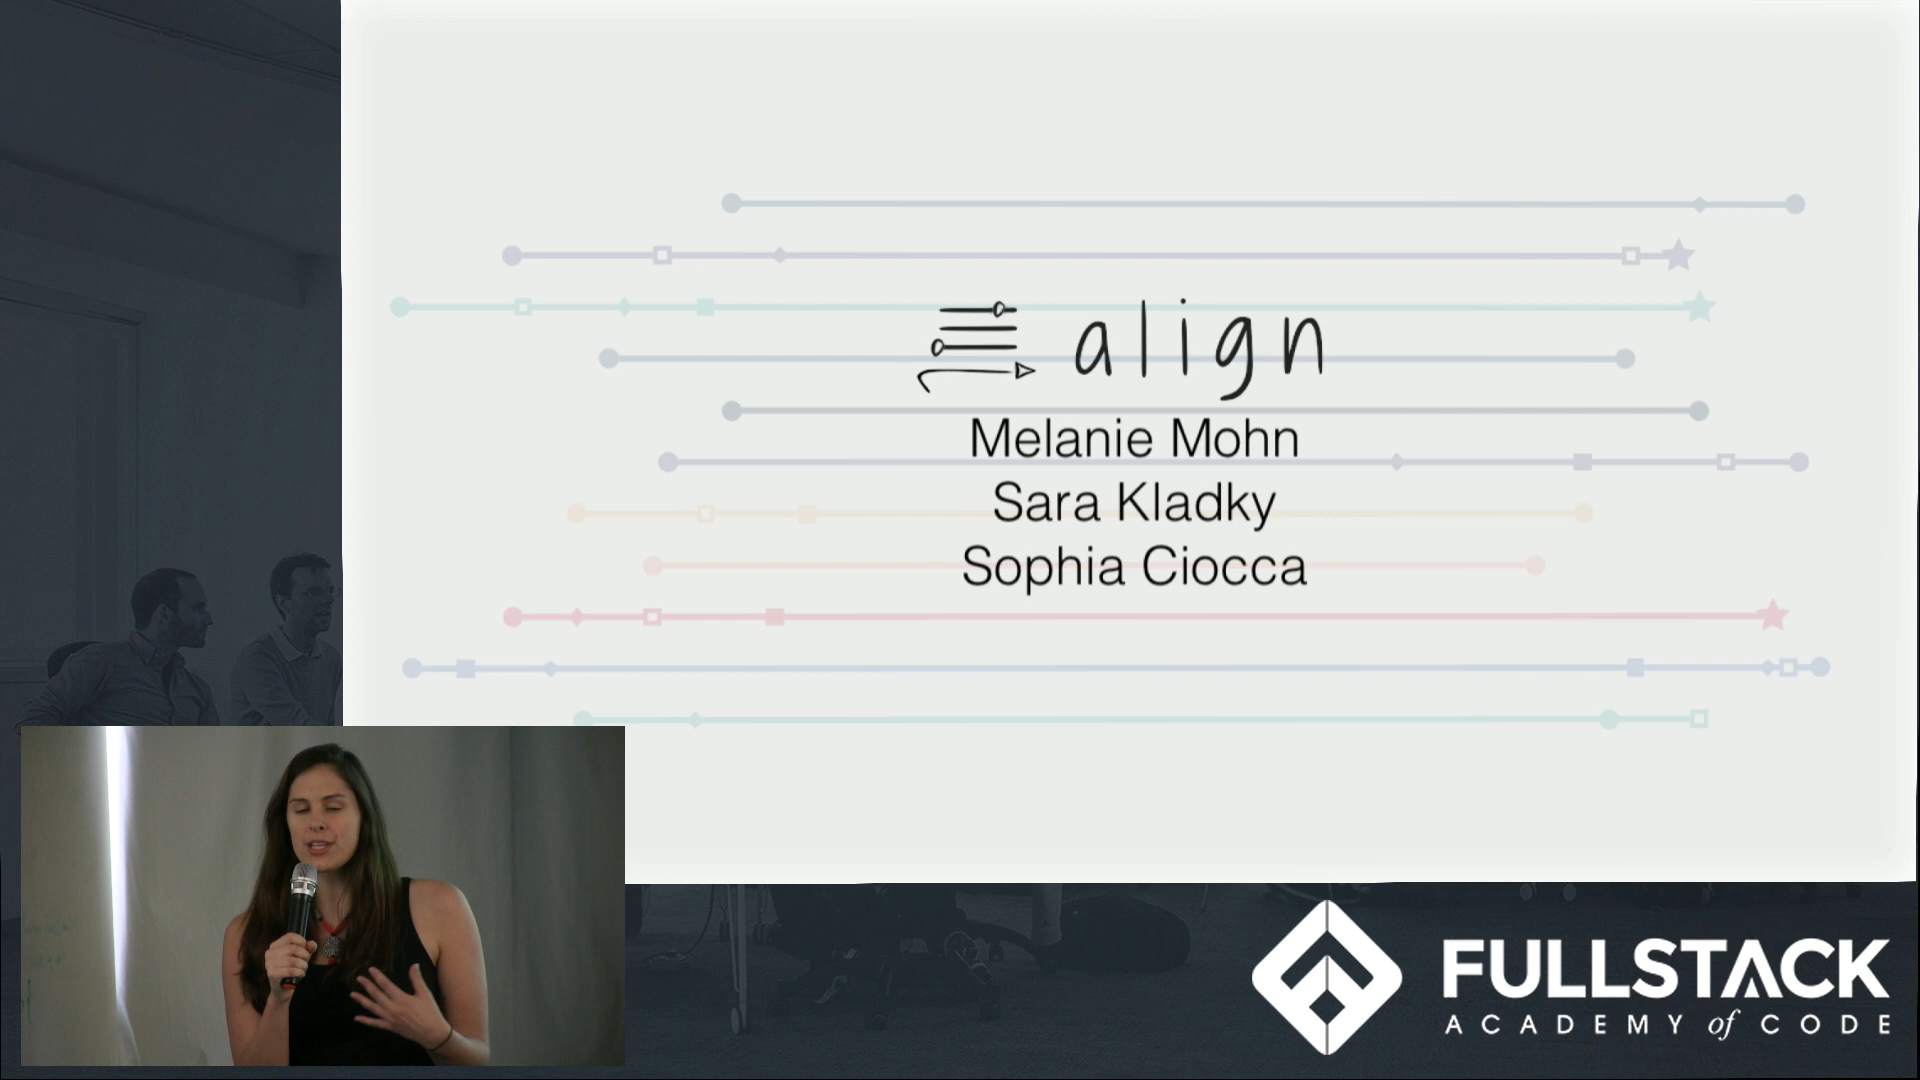 align
Melanie Mohn
Sara Kladky
Sophia Ciocca
FULLSTACK
ACADEMY of CODE